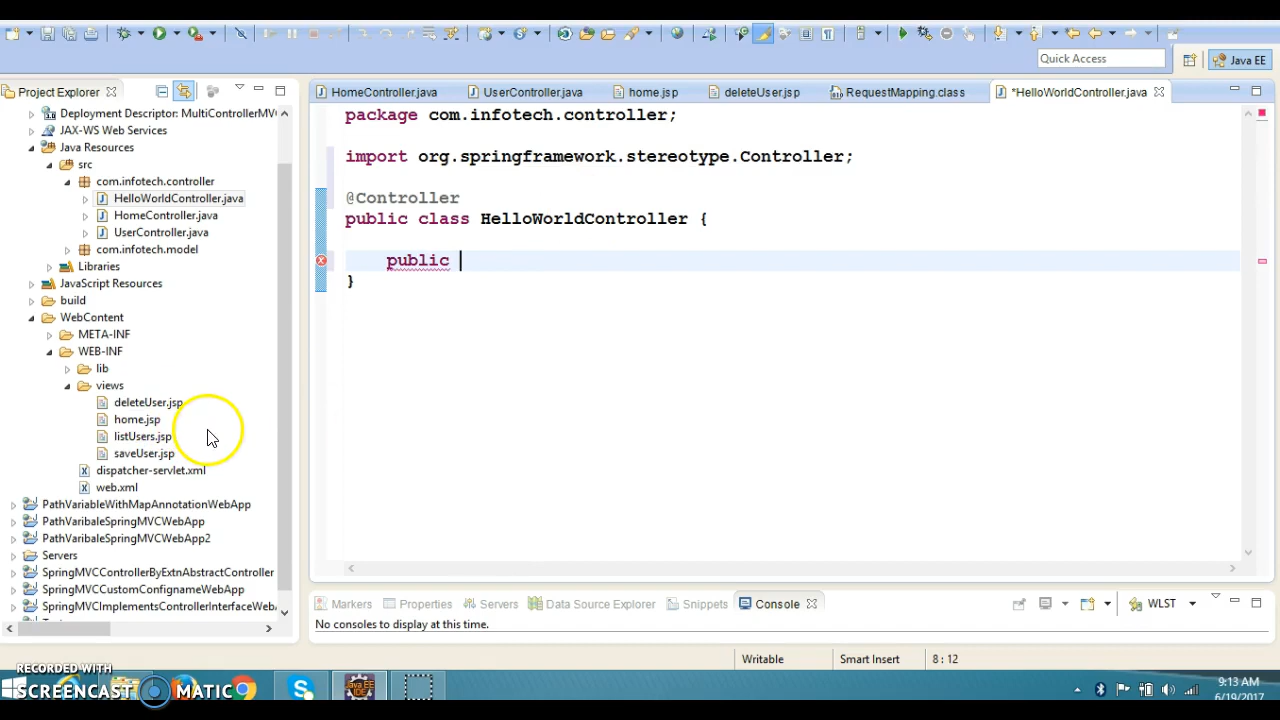 Quick Access
Java EE
Project Explorer
HomeController.java
UserController.java
home.jsp
deleteUser.jsp
RequestMapping.class
*HelloWorldController.java
Deployment Descriptor: MultiControllerMV
JAX-WS Web Services
Java Resources
src
com.infotech.controller
HelloWorldController.java
HomeController.java
UserController.java
com.infotech.model
Libraries
JavaScript Resources
build
WebContent
META-INF
WEB-INF
lib
views
deleteUser.jsp
home.jsp
listUsers.jsp
saveUser.jsp
dispatcher-servlet.xml
web.xml
PathVariableWithMapAnnotationWebApp
PathVaribaleSpringMVCWebApp
PathVaribaleSpringMVCWebApp2
Servers
SpringMVCControllerByExtnAbstractController
SpringMVCCustomConfignameWebApp
SpringMVCImplementsControllerInterfaceWeb
package com.infotech.controller;
import org.springframework.stereotype.Controller;
@Controller
public class HelloWorldController {
public
}
Markers
Properties
Servers
Data Source Explorer
Snippets
Console
WLST
No consoles to display at this time.
Writable
Smart Insert
8 : 12
RECORDED WITH
SCREENCAST MATIC
Java EE
IDE
9:13 AM
6/19/2017